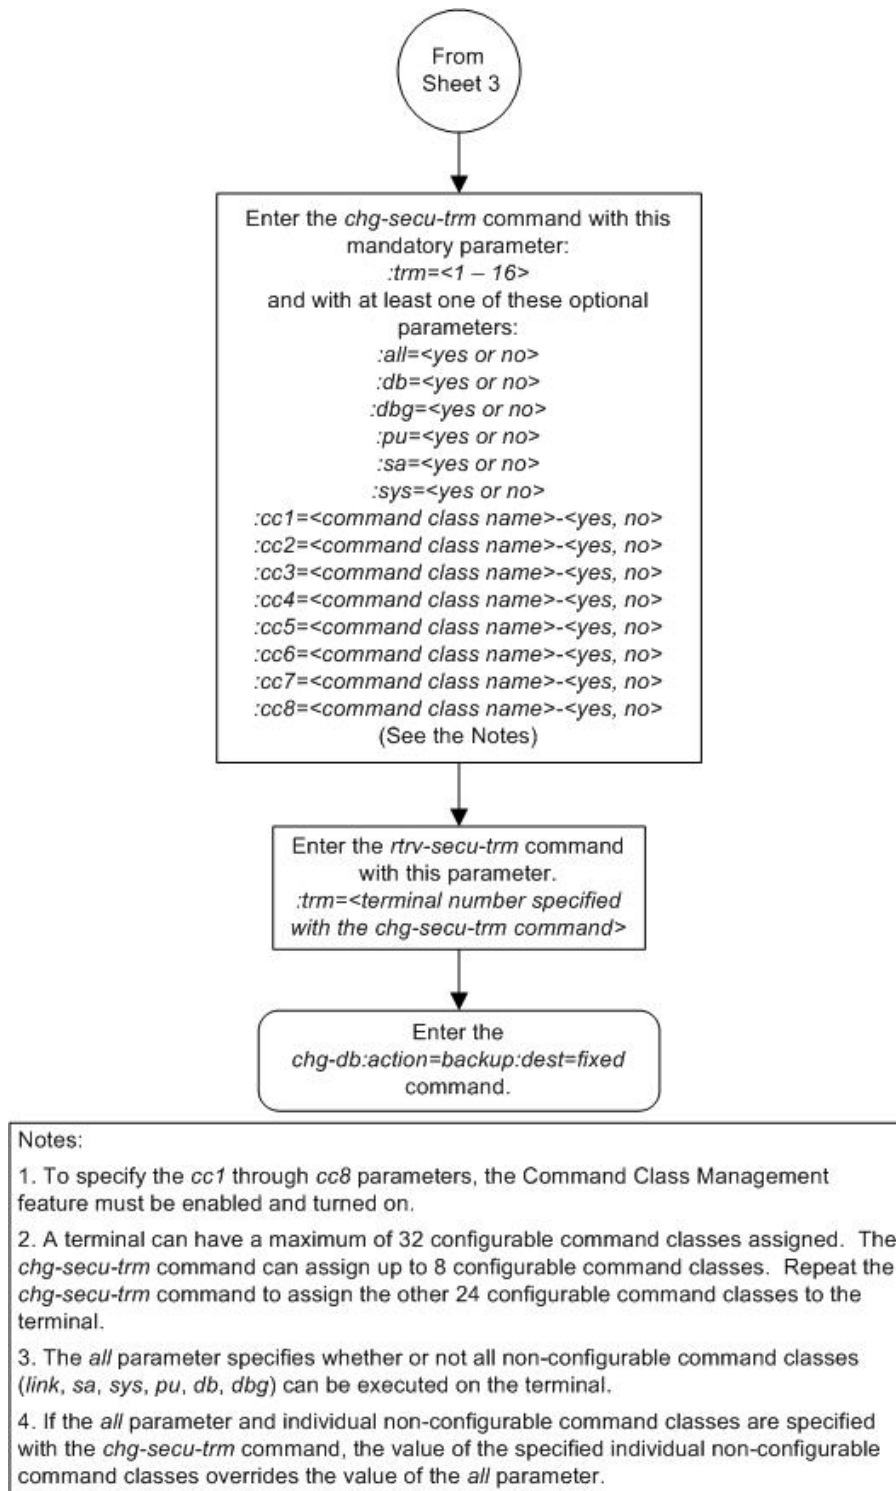 From
Sheet 3
Enter the chg-secu-trm command with this
mandatory parameter:
:trm=<1 – 16>
and with at least one of these optional
parameters:
:all=<yes or no>
:db=<yes or no>
:dbg=<yes or no>
:pu=<yes or no>
:sa=<yes or no>
:sys=<yes or no>
:cc1=<command class name>-<yes, no>
:cc2=<command class name>-<yes, no>
:cc3=<command class name>-<yes, no>
:cc4=<command class name>-<yes, no>
:cc5=<command class name>-<yes, no>
:cc6=<command class name>-<yes, no>
:cc7=<command class name>-<yes, no>
:cc8=<command class name>-<yes, no>
(See the Notes)
Enter the rtrv-secu-trm command
with this parameter.
:trm=<terminal number specified
with the chg-secu-trm command>
Enter the
chg-db:action=backup:dest=fixed
command.
Notes:
1. To specify the cc1 through cc8 parameters, the Command Class Management
feature must be enabled and turned on.
2. A terminal can have a maximum of 32 configurable command classes assigned.  The
chg-secu-trm command can assign up to 8 configurable command classes.  Repeat the
chg-secu-trm command to assign the other 24 configurable command classes to the
terminal.
3. The all parameter specifies whether or not all non-configurable command classes
(link, sa, sys, pu, db, dbg) can be executed on the terminal.
4. If the all parameter and individual non-configurable command classes are specified
with the chg-secu-trm command, the value of the specified individual non-configurable
command classes overrides the value of the all parameter.